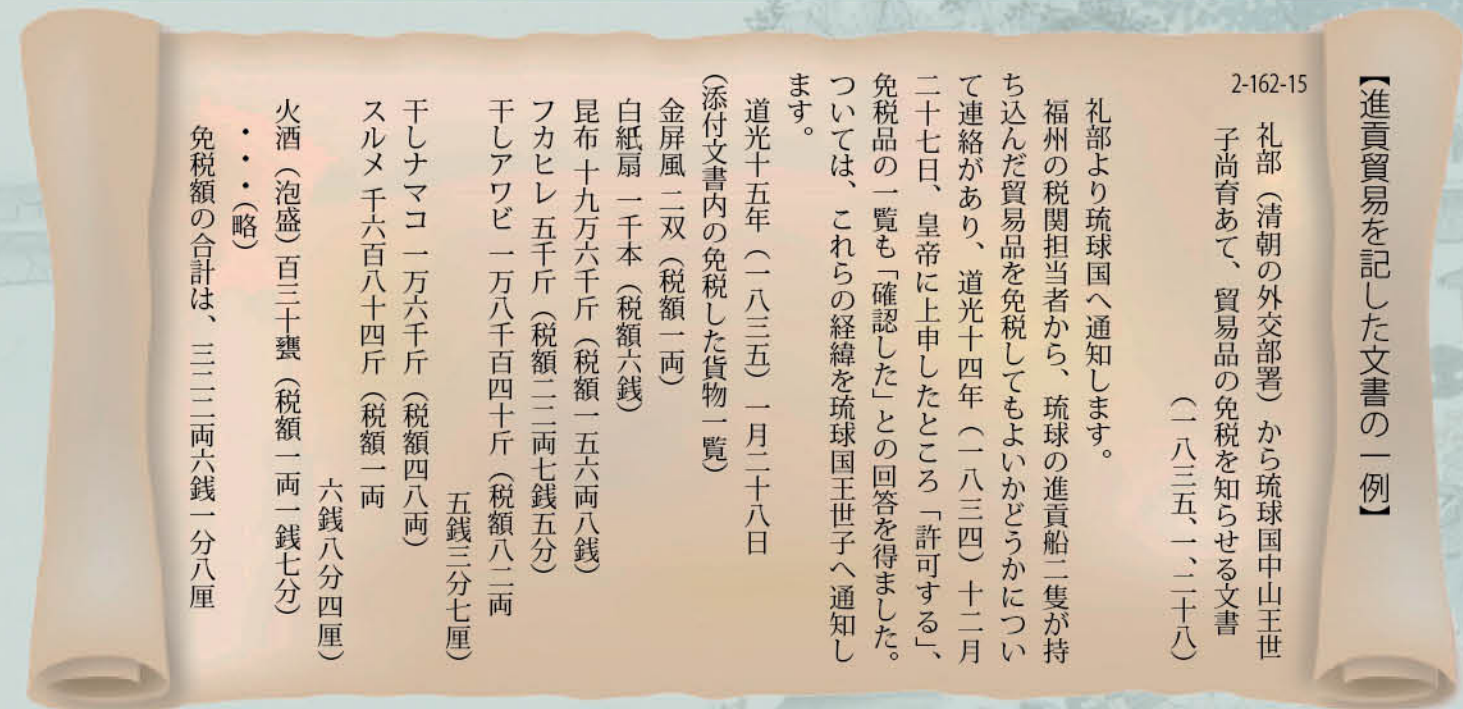 【進貢貿易を記した文書の一例】
2-162-15
礼部（清朝の外交部署）から琉球国中山王世
子尚育あて、貿易品の免税を知らせる文書
（一八三五、一、二十八）
礼部より琉球国へ通知します。
福州の税関担当者から、琉球の進貢船二隻が持
ち込んだ貿易品を免税してもよいかどうかについ
て連絡があり、道光十四年（一八三四）十二月
二十七日、皇帝に上申したところ「許可する」、
免税品の一覧も「確認した」との回答を得ました。
ついては、これらの経緯を琉球国王世子へ通知し
ます。
道光十五年（一八三五）一月二十八日
（添付文書内の免税した貨物一覧）
金屏風 二双（税額一両）
白紙扇 一千本（税額六銭）
昆布 十九万六千斤（税額一五六両八銭）
フカヒレ 五千斤（税額二二両七銭五分）
干しアワビ 一万八千百四十斤（税額八二両
五銭三分七厘）
干しナマコ 一万六千斤（税額四八両）
スルメ 千六百八十四斤（税額一両
六銭八分四厘）
火酒（泡盛）百三十甕（税額一両一銭七分）
・・・（略）
免税額の合計は、三二二両六銭一分八厘